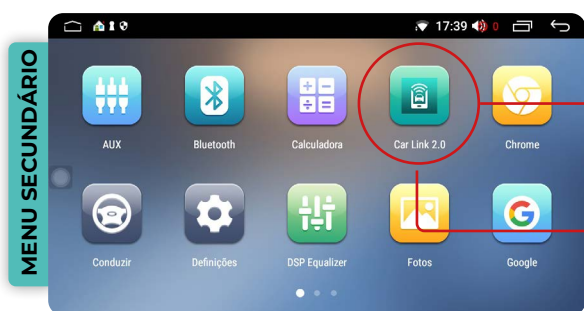 MENU SECUNDÁRIO
17:39 0
AUX
Bluetooth
Calculadora
Car Link 2.0
Chrome
Conduzir
Definições
DSP Equalizer
Fotos
Google